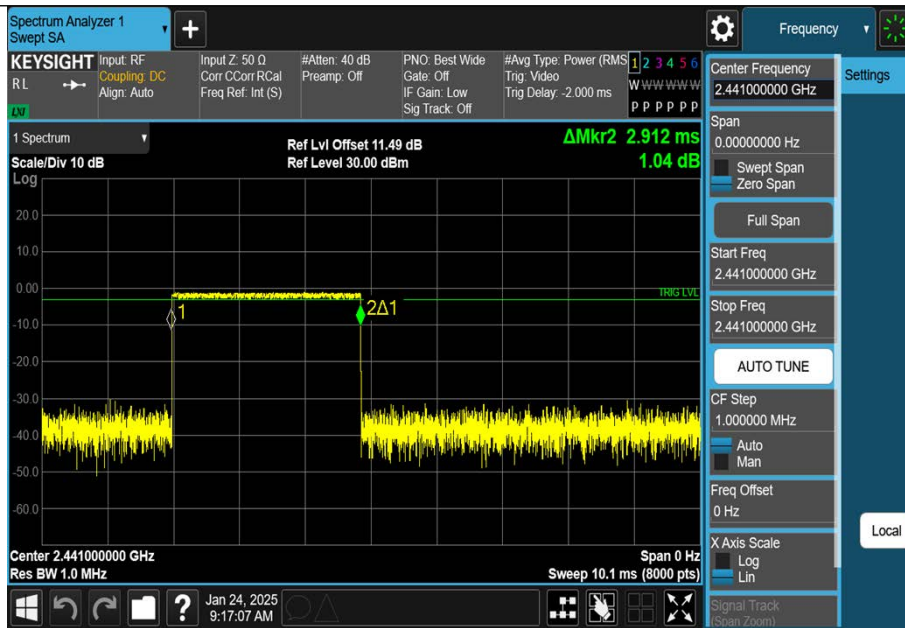 Spectrum Analyzer 1
Swept SA
Frequency
KEYSIGHT
RL
LXI
Input: RF
Coupling: DC
Align: Auto
Input Z: 50 Ω
Corr CCorr RCal
Freq Ref: Int (S)
#Atten: 40 dB
Preamp: Off
PNO: Best Wide
Gate: Off
IF Gain: Low
Sig Track: Off
#Avg Type: Power (RMS
Trig: Video
Trig Delay: -2.000 ms
1 2 3 4 5 6
W W W W W W
P P P P P P
1 Spectrum
Scale/Div 10 dB
Log
Ref Lvl Offset 11.49 dB
Ref Level 30.00 dBm
ΔMkr2 2.912 ms
1.04 dB
20.0
10.0
0.00
-10.0
-20.0
-30.0
-40.0
-50.0
-60.0
TRIG LVL
1
2Δ1
Center 2.441000000 GHz
Res BW 1.0 MHz
Span 0 Hz
Sweep 10.1 ms (8000 pts)
Jan 24, 2025
9:17:07 AM
Center Frequency
2.441000000 GHz
Span
0.00000000 Hz
Swept Span
Zero Span
Full Span
Start Freq
2.441000000 GHz
Stop Freq
2.441000000 GHz
AUTO TUNE
CF Step
1.000000 MHz
Auto
Man
Freq Offset
0 Hz
X Axis Scale
Log
Lin
Signal Track
(Span Zoom)
Settings
Local